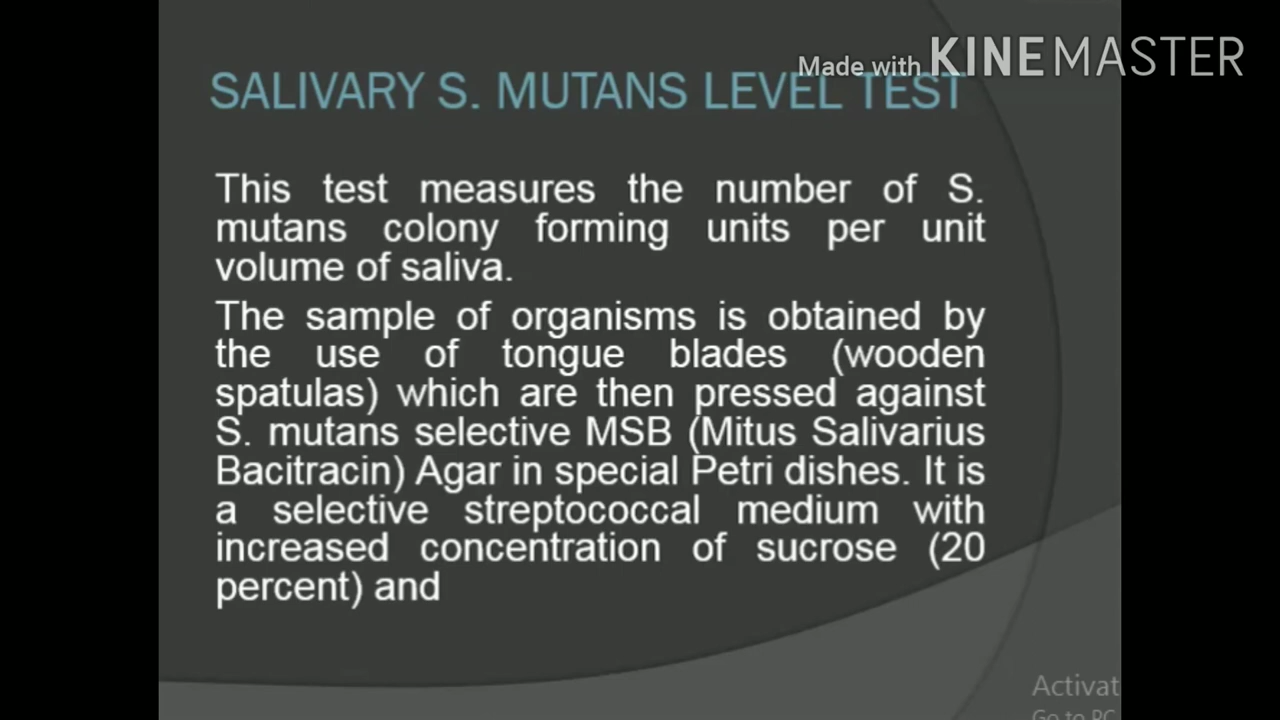 Made with KINEMASTER
SALIVARY S. MUTANS LEVEL TEST
This test measures the number of S.
mutans colony forming units per unit
volume of saliva.
The sample of organisms is obtained by
the use of tongue blades (wooden
spatulas) which are then pressed against
S. mutans selective MSB (Mitus Salivarius
Bacitracin) Agar in special Petri dishes. It is
a selective streptococcal medium with
increased concentration of sucrose (20
percent) and
Activat
Go to PC